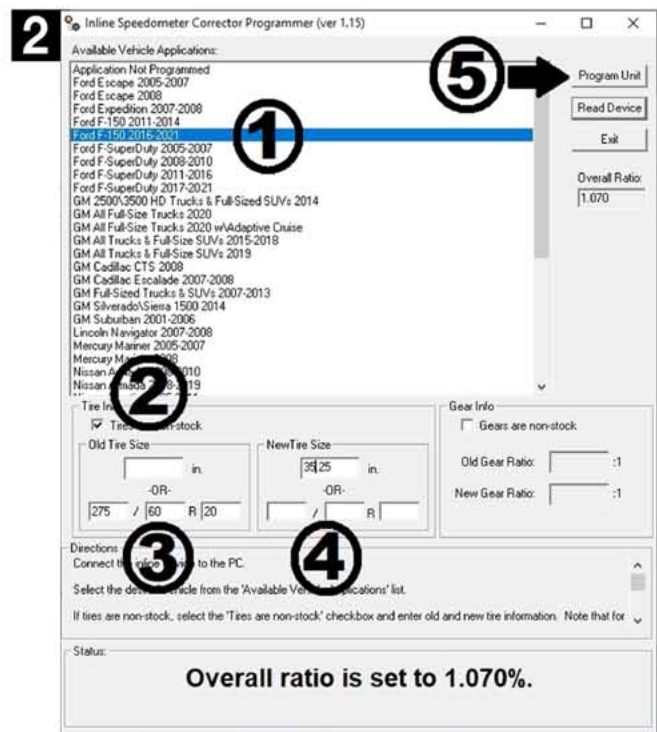 2
Inline Speedometer Corrector Programmer (ver 1.15)
Available Vehicle Applications:
Application Not Programmed
Ford Escape 2005-2007
Ford Escape 2008
Ford Expedition 2007-2008
Ford F-150 2011-2014
Ford F-150 2016-2021
Ford F-SuperDuty 2005-2007
Ford F-SuperDuty 2008-2010
Ford F-SuperDuty 2011-2016
Ford F-SuperDuty 2017-2021
GM 2500\3500 HD Trucks & Full-Sized SUVs 2014
GM All Full-Size Trucks 2020
GM All Full-Size Trucks 2020 w\Adaptive Cruise
GM All Trucks & Full-Size SUVs 2015-2018
GM All Trucks & Full-Size SUVs 2019
GM Cadillac CTS 2008
GM Cadillac Escalade 2007-2008
GM Full-Sized Trucks & SUVs 2007-2013
GM Silverado\Sierra 1500 2014
GM Suburban 2001-2006
Lincoln Navigator 2007-2008
Mercury Mariner 2005-2007
Mercury 2008
Nissan 2010
Nissan 2019
1
5
Program Unit
Read Device
Exit
Overall Ratio:
1.070
2
Tire
Tires non-stock
Old Tire Size
in.
-OR-
275 / 60 R 20
3
NewTire Size
35.25 in.
-OR-
/ R
4
Gear Info
Gears are non-stock
Old Gear Ratio: :1
New Gear Ratio: :1
Directions
Connect the inline to the PC.
Select the vehicle from the 'Available list.
If tires are non-stock, select the 'Tires are non-stock' checkbox and enter old and new tire information. Note that for
Status:
Overall ratio is set to 1.070%.